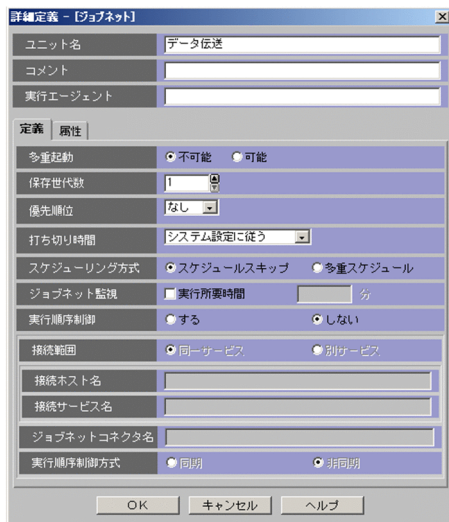 詳細定義－[ジョブネット]
ユニット名 データ伝送
コメント
実行エージェント
定義 属性
多重起動 不可能 可能
保存世代数 1
優先順位 なし
打ち切り時間 システム設定に従う
スケジューリング方式 スケジュールスキップ 多重スケジュール
ジョブネット監視 実行所要時間 分
実行順序制御 する しない
接続範囲 同一サービス 別サービス
接続ホスト名
接続サービス名
ジョブネットコネクタ名
実行順序制御方式 同期 非同期
OK キャンセル ヘルプ